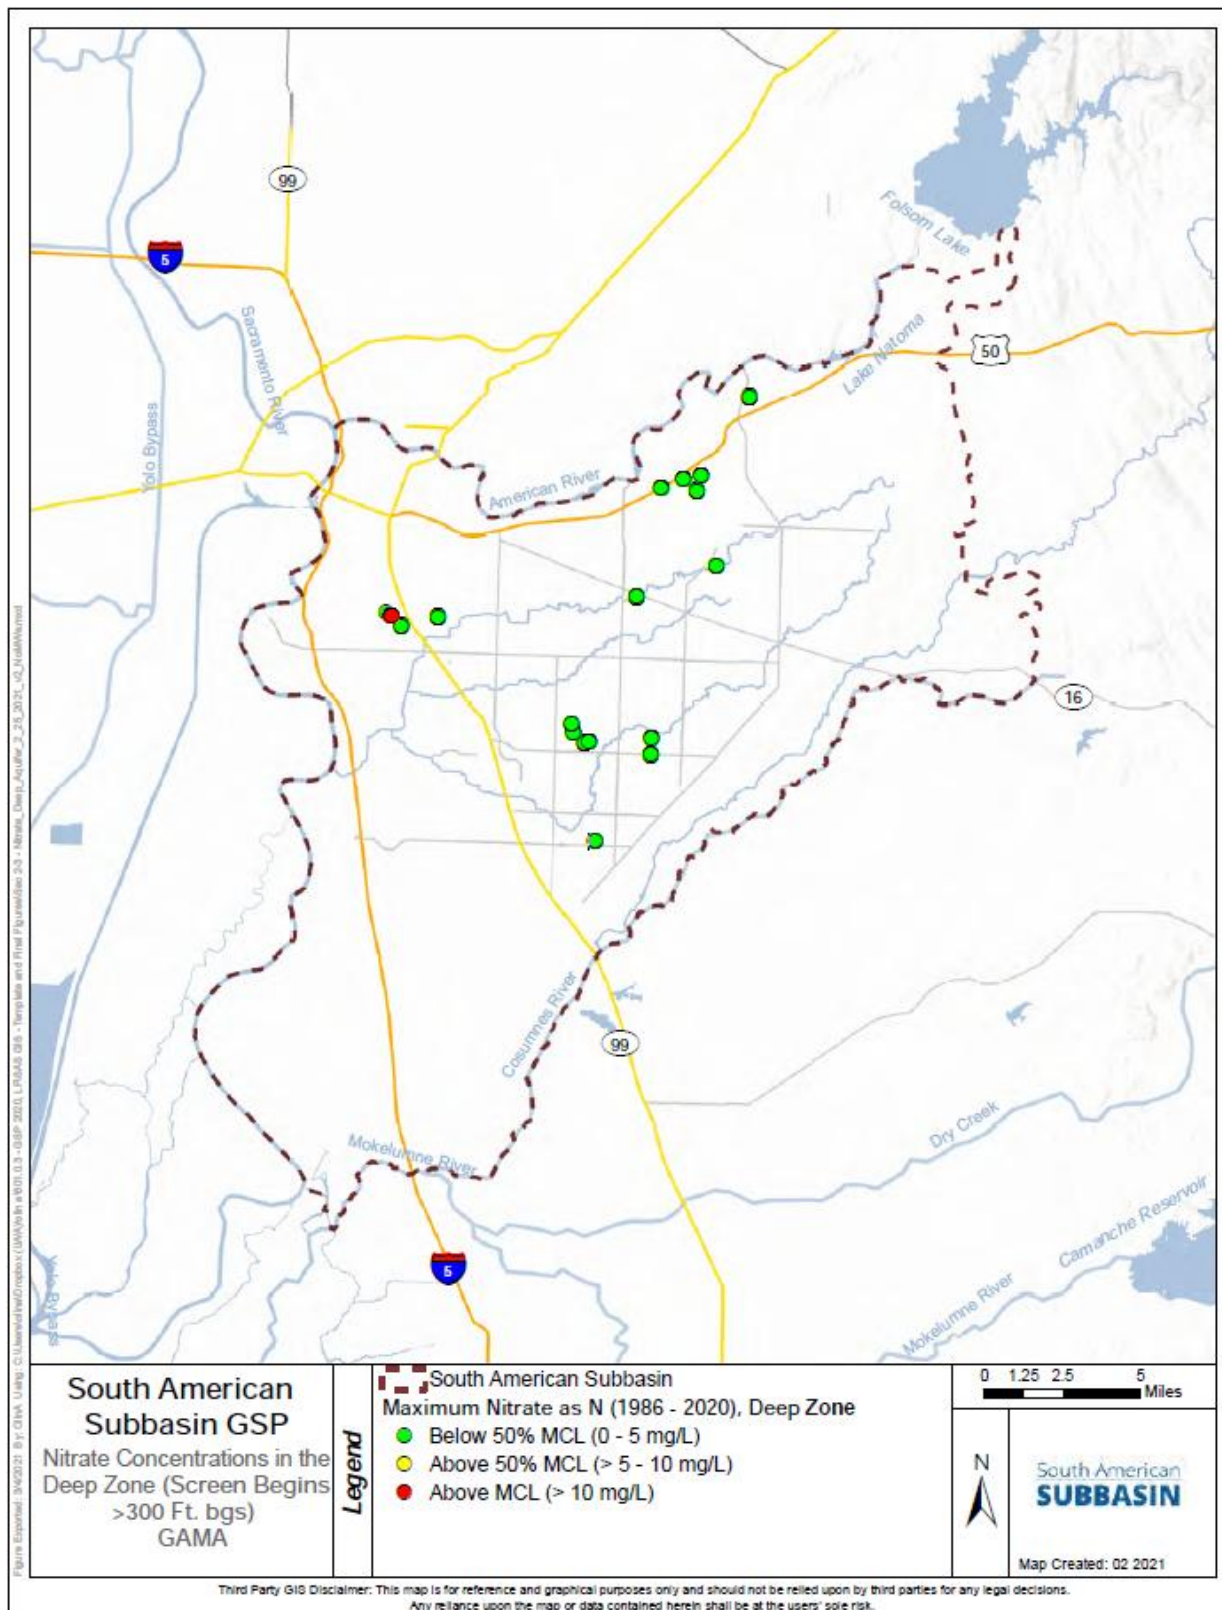 99
5
Folsom Lake
Sacramento River
Lake Natoma
50
Yolo Bypass
American River
16
Cosumnes River
99
Dry Creek
Mokelumne River
Camanche Reservoir
5
Mokelumne River
Yolo Bypass
South American
Subbasin GSP
Nitrate Concentrations in the
Deep Zone (Screen Begins
>300 Ft. bgs)
GAMA
Legend
South American Subbasin
Maximum Nitrate as N (1986 - 2020), Deep Zone
Below 50% MCL (0 - 5 mg/L)
Above 50% MCL (> 5 - 10 mg/L)
Above MCL (> 10 mg/L)
0 1.25 2.5 5
Miles
N
South American
SUBBASIN
Map Created: 02 2021
Third Party GIS Disclaimer: This map is for reference and graphical purposes only and should not be relied upon by third parties for any legal decisions.
Any reliance upon the map or data contained herein shall be at the users' sole risk.